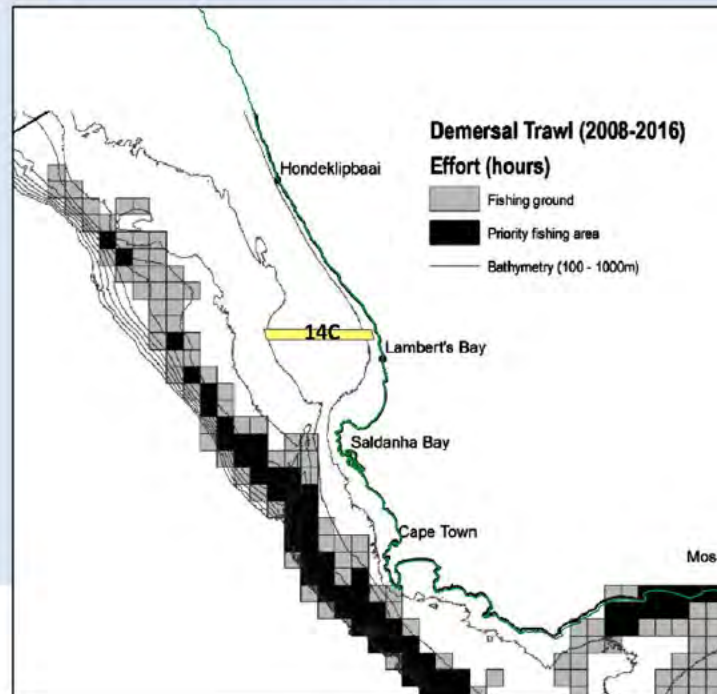 Demersal Trawl (2008-2016)
Effort (hours)
Fishing ground
Priority fishing area
Bathymetry (100 - 1000m)
Hondeklipbaai
14C
Lambert's Bay
Saldanha Bay
Cape Town
Mos